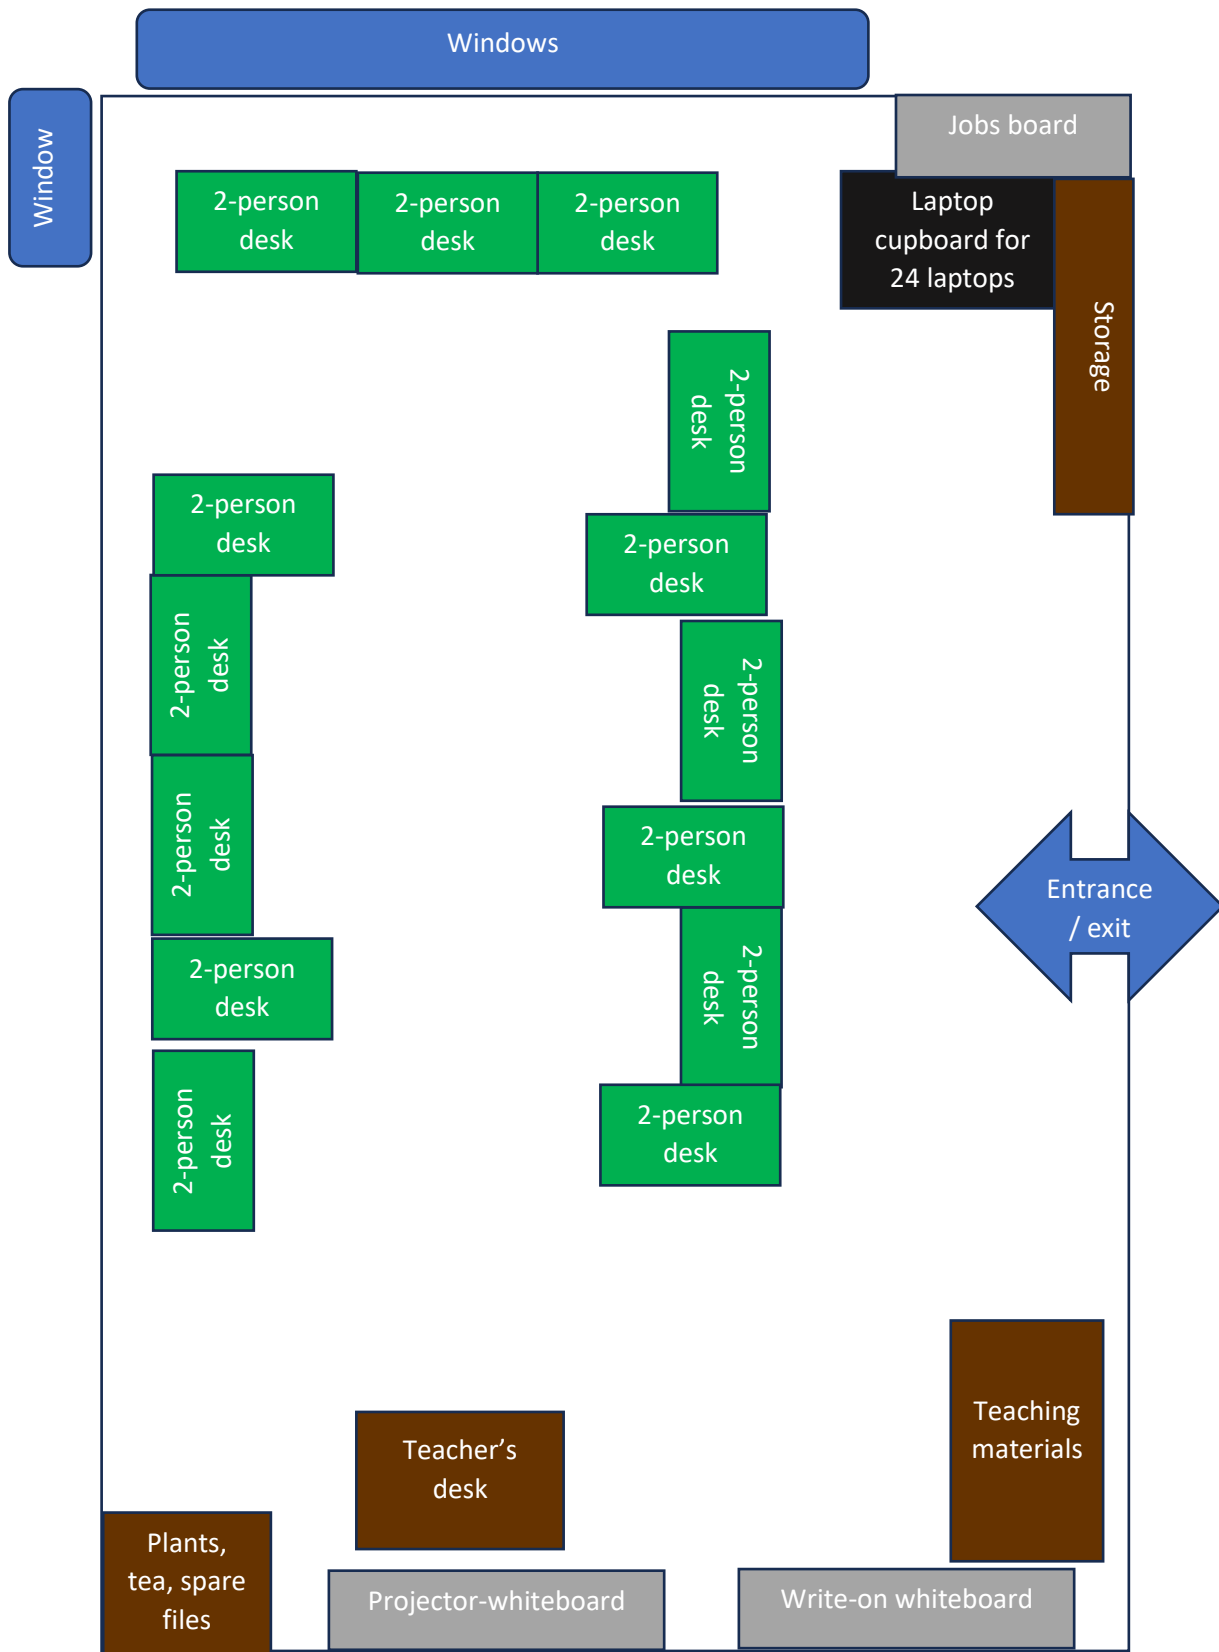 Windows
Window
Jobs board
2-person
desk
2-person
desk
2-person
desk
Laptop
cupboard for
24 laptops
Storage
2-person
desk
2-person
desk
2-person
desk
2-person
desk
2-person
desk
2-person
desk
2-person
desk
2-person
desk
Entrance
/ exit
2-person
desk
2-person
desk
2-person
desk
Teaching
materials
Teacher’s
desk
Plants,
tea, spare
files
Projector-whiteboard
Write-on whiteboard